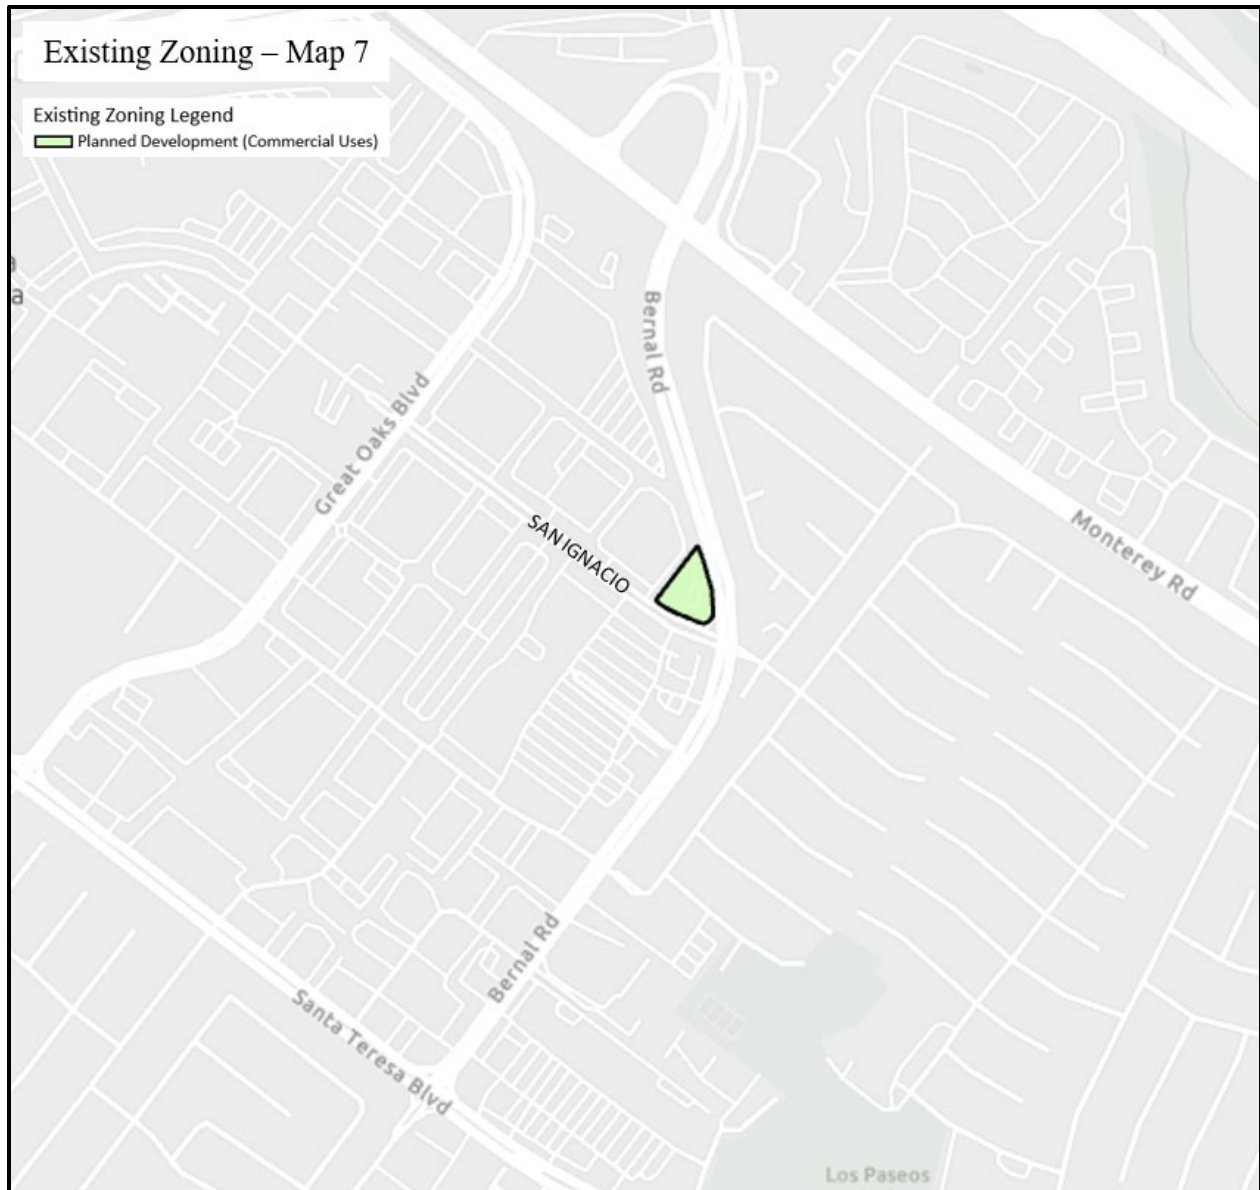 Existing Zoning – Map 7
Existing Zoning Legend
Planned Development (Commercial Uses)
a
Bernal Rd
Great Oaks Blvd
SAN IGNACIO
Monterey Rd
Bernal Rd
Santa Teresa Blvd
Los Paseos